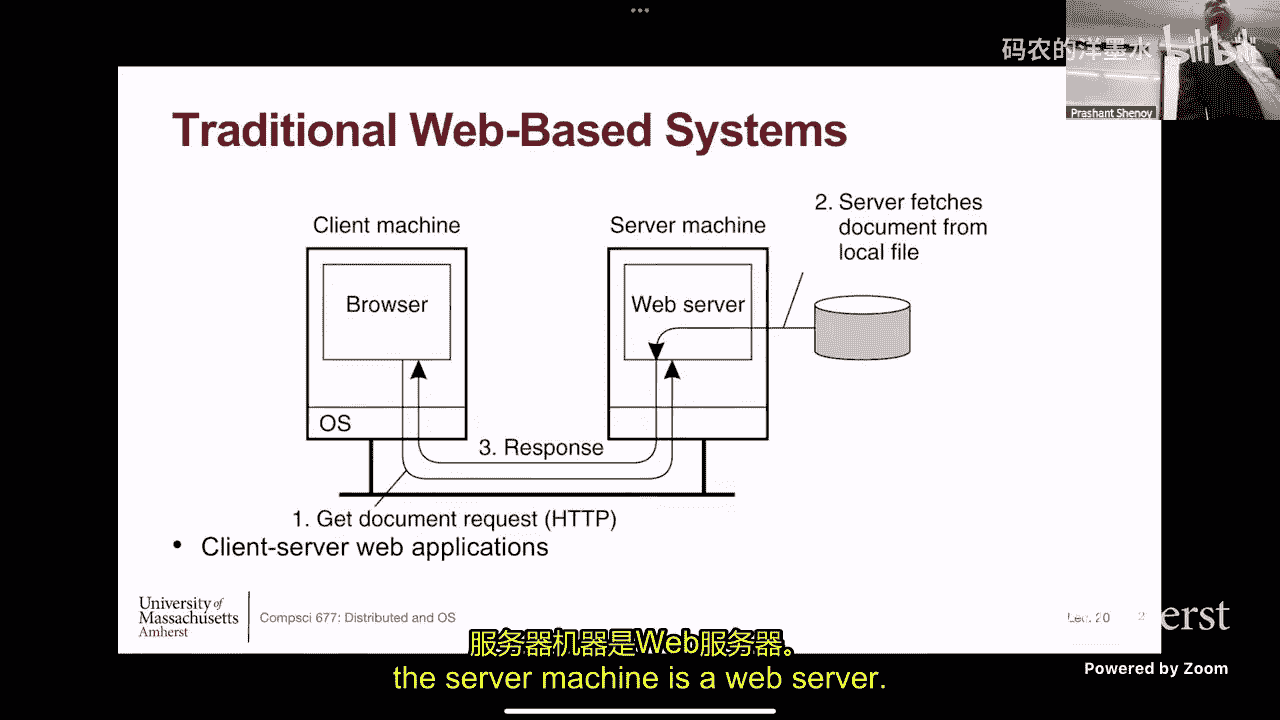 码农的洋墨水
bilibili
Prashant Shenoy
Traditional Web-Based Systems
Client machine
Server machine
2. Server fetches
document from
local file
Browser
Web server
OS
3. Response
1. Get document request (HTTP)
• Client-server web applications
University of
Massachusetts
Amherst
Compsci 677: Distributed and OS
Lec. 20
2
erst
服务器机器是Web服务器。
the server machine is a web server.
Powered by Zoom